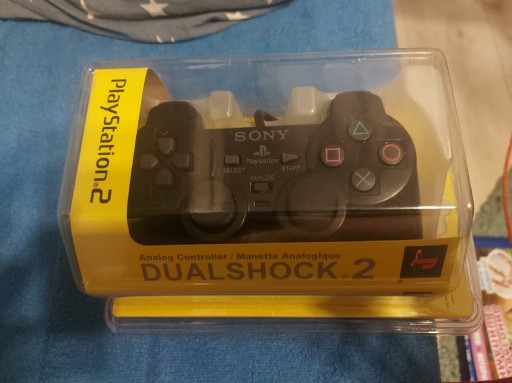 PlayStation®2
SONY
PlayStation
SELECT
START
ANALOG
Analog Controller / Manette Analogique
DUALSHOCK®2